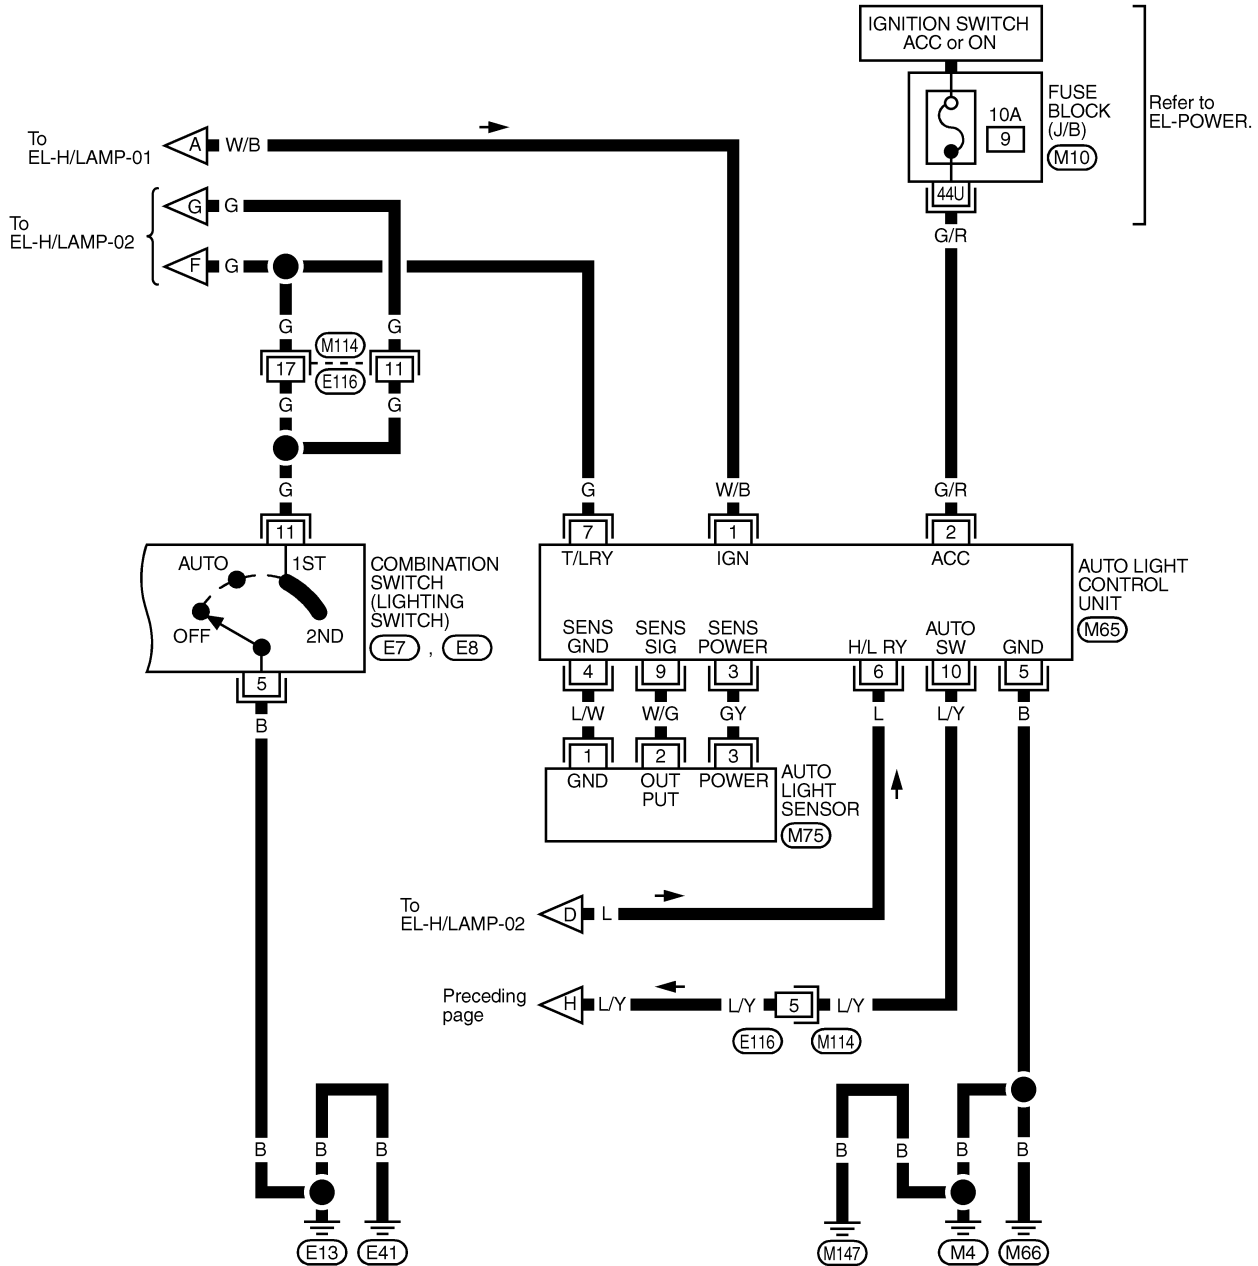 IGNITION SWITCH
ACC or ON
FUSE
BLOCK
(J/B)
M10
10A
9
Refer to
EL-POWER.
44U
G/R
To
EL-H/LAMP-01
A
W/B
To
EL-H/LAMP-02
G
G
F
G
G
G
M114
17
11
E116
G
G
G
G
W/B
G/R
11
7
1
2
AUTO
1ST
OFF
2ND
COMBINATION
SWITCH
(LIGHTING
SWITCH)
E7 , E8
T/LRY
IGN
ACC
AUTO LIGHT
CONTROL
UNIT
M65
SENS
GND
SENS
SIG
SENS
POWER
H/L RY
AUTO
SW
GND
5
4
9
3
6
10
5
B
L/W
W/G
GY
L
L/Y
B
1
2
3
GND
OUT
PUT
POWER
AUTO
LIGHT
SENSOR
M75
To
EL-H/LAMP-02
D
L
Preceding
page
H
L/Y
L/Y
5
L/Y
E116
M114
B
B
B
B
B
B
B
E13
E41
M147
M4
M66